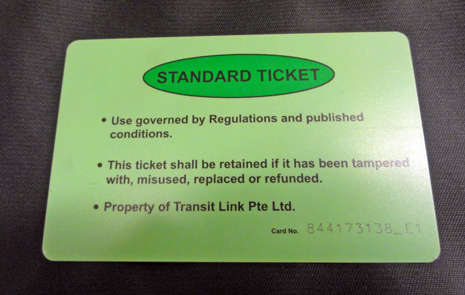 STANDARD TICKET
• Use governed by Regulations and published
conditions.
• This ticket shall be retained if it has been tampered
with, misused, replaced or refunded.
• Property of Transit Link Pte Ltd.
Card No. 844173138_E1